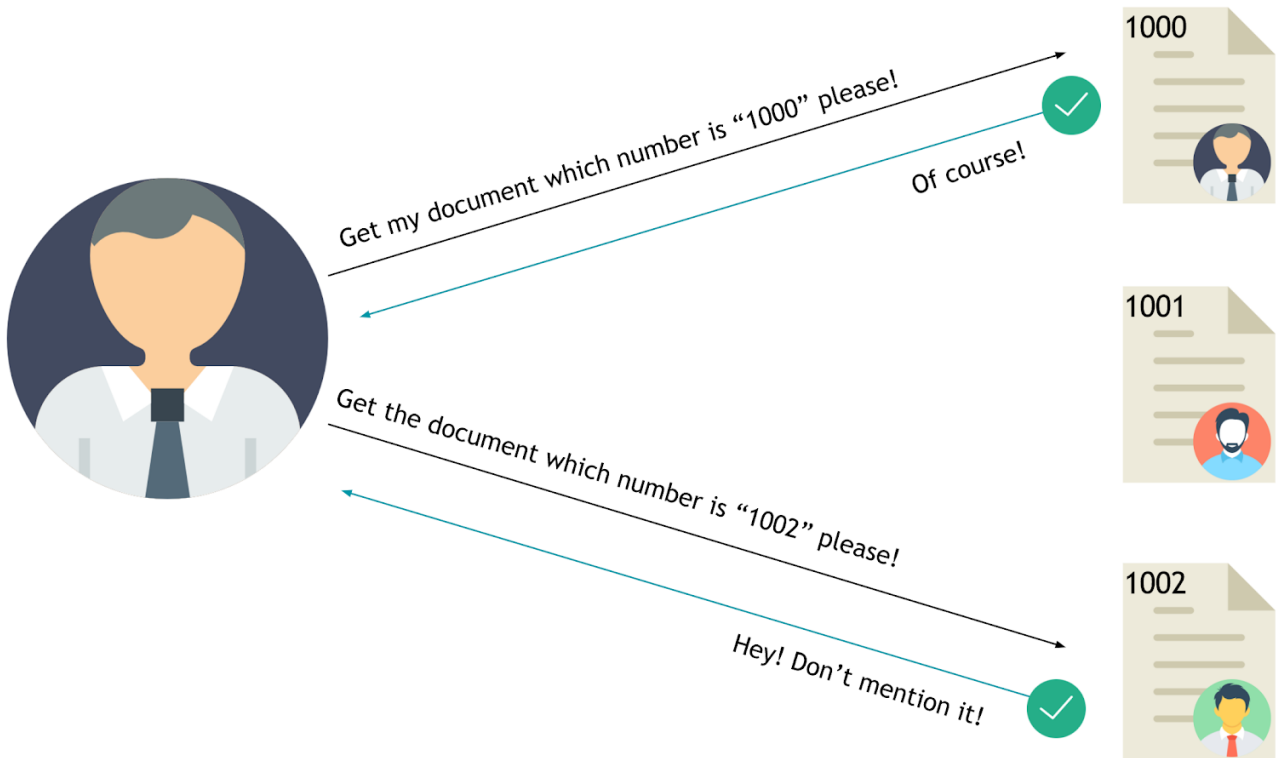 1000
Get my document which number is “1000” please!
Of course!
1001
Get the document which number is “1002” please!
1002
Hey! Don’t mention it!